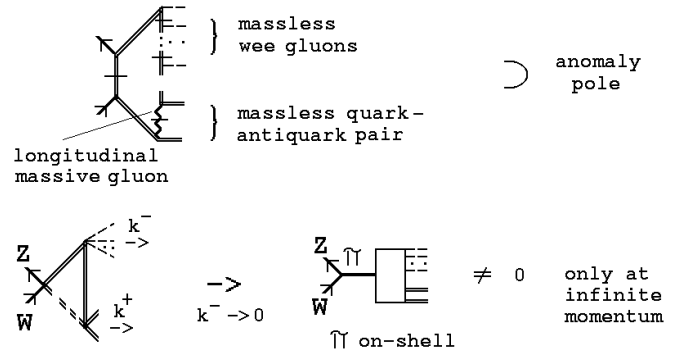 massless
wee gluons
anomaly
pole
massless quark-
antiquark pair
longitudinal
massive gluon
k⁻
->
Z
W
k⁺
->
->
k⁻ ->0
Z
π
W
≠ 0
only at
infinite
momentum
π on-shell